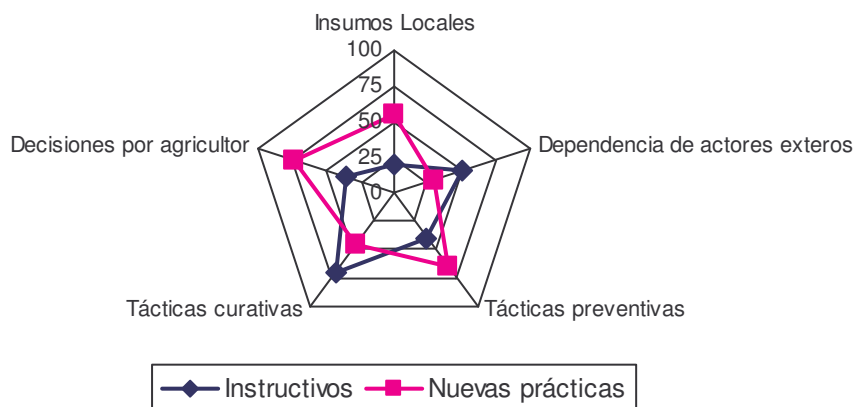 Insumos Locales
100
75
50
25
0
Decisiones por agricultor
Dependencia de actores exteros
Tácticas curativas
Tácticas preventivas
Instructivos
Nuevas prácticas